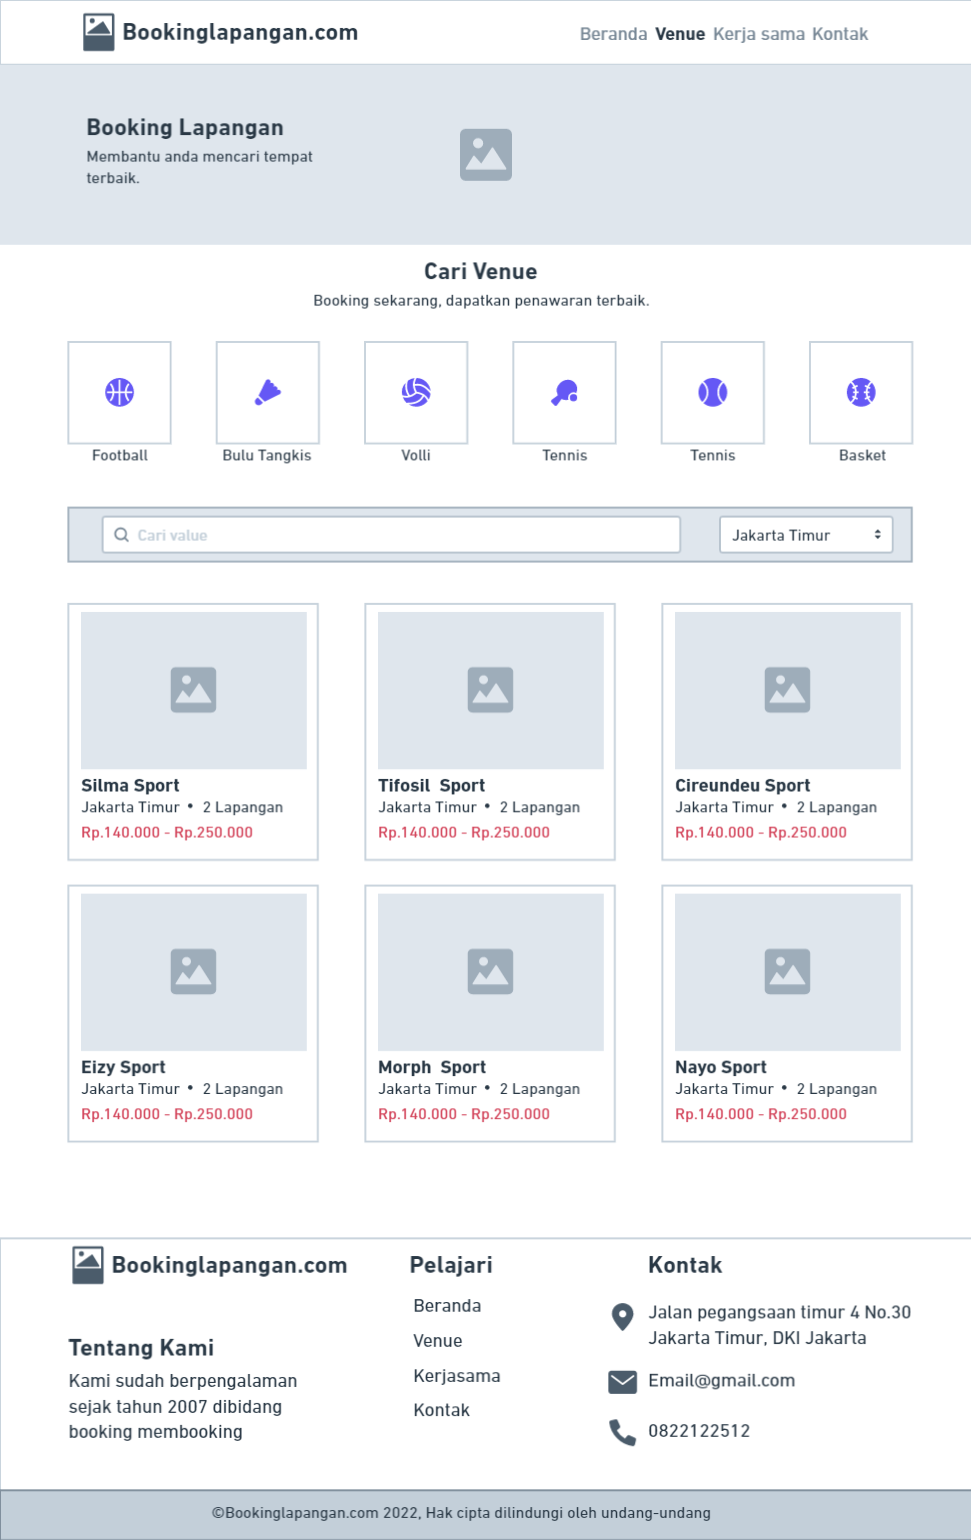 Bookinglapangan.com
Beranda Venue Kerja sama Kontak
Booking Lapangan
Membantu anda mencari tempat
terbaik.
Cari Venue
Booking sekarang, dapatkan penawaran terbaik.
Football
Bulu Tangkis
Volli
Tennis
Tennis
Basket
Cari value
Jakarta Timur
Silma Sport
Jakarta Timur • 2 Lapangan
Rp.140.000 - Rp.250.000
Tifosil Sport
Jakarta Timur • 2 Lapangan
Rp.140.000 - Rp.250.000
Cireundeu Sport
Jakarta Timur • 2 Lapangan
Rp.140.000 - Rp.250.000
Eizy Sport
Jakarta Timur • 2 Lapangan
Rp.140.000 - Rp.250.000
Morph Sport
Jakarta Timur • 2 Lapangan
Rp.140.000 - Rp.250.000
Nayo Sport
Jakarta Timur • 2 Lapangan
Rp.140.000 - Rp.250.000
Bookinglapangan.com
Tentang Kami
Kami sudah berpengalaman
sejak tahun 2007 dibidang
booking membooking
Pelajari
Beranda
Venue
Kerjasama
Kontak
Kontak
Jalan pegangsaan timur 4 No.30
Jakarta Timur, DKI Jakarta
Email@gmail.com
0822122512
©Bookinglapangan.com 2022, Hak cipta dilindungi oleh undang-undang